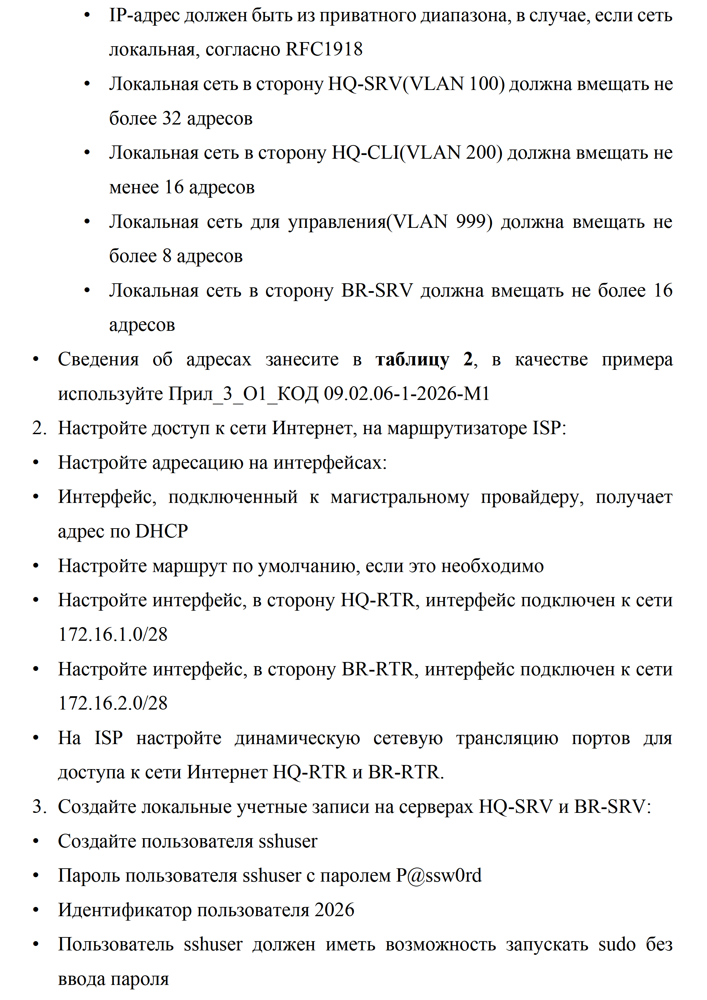 • IP-адрес должен быть из приватного диапазона, в случае, если сеть
локальная, согласно RFC1918
• Локальная сеть в сторону HQ-SRV(VLAN 100) должна вмещать не
более 32 адресов
• Локальная сеть в сторону HQ-CLI(VLAN 200) должна вмещать не
менее 16 адресов
• Локальная сеть для управления(VLAN 999) должна вмещать не
более 8 адресов
• Локальная сеть в сторону BR-SRV должна вмещать не более 16
адресов
• Сведения об адресах занесите в таблицу 2, в качестве примера
используйте Прил_3_О1_КОД 09.02.06-1-2026-М1
2. Настройте доступ к сети Интернет, на маршрутизаторе ISP:
• Настройте адресацию на интерфейсах:
• Интерфейс, подключенный к магистральному провайдеру, получает
адрес по DHCP
• Настройте маршрут по умолчанию, если это необходимо
• Настройте интерфейс, в сторону HQ-RTR, интерфейс подключен к сети
172.16.1.0/28
• Настройте интерфейс, в сторону BR-RTR, интерфейс подключен к сети
172.16.2.0/28
• На ISP настройте динамическую сетевую трансляцию портов для
доступа к сети Интернет HQ-RTR и BR-RTR.
3. Создайте локальные учетные записи на серверах HQ-SRV и BR-SRV:
• Создайте пользователя sshuser
• Пароль пользователя sshuser с паролем P@ssw0rd
• Идентификатор пользователя 2026
• Пользователь sshuser должен иметь возможность запускать sudo без
ввода пароля